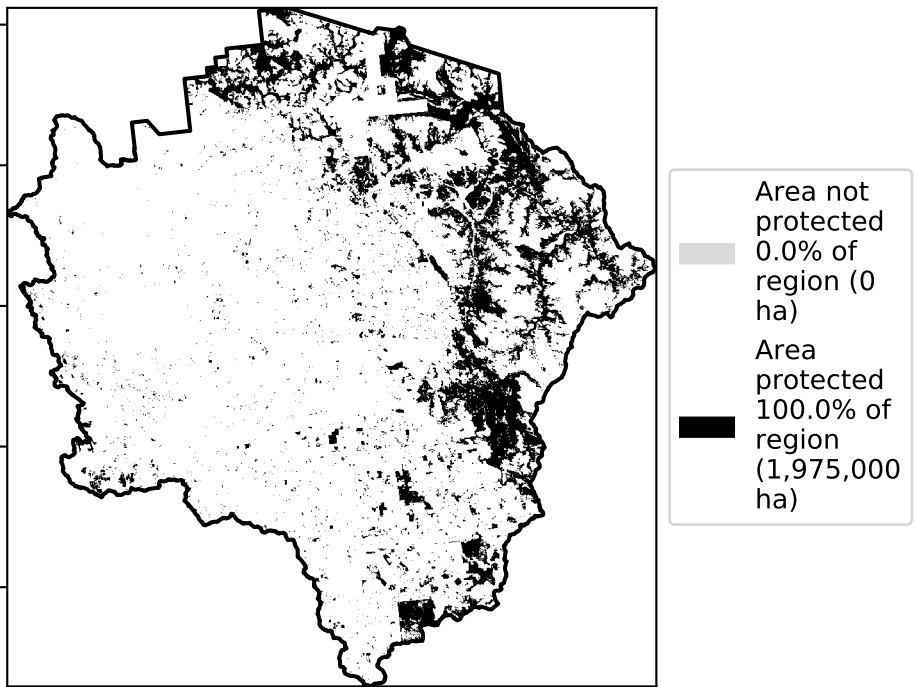 Area not
protected
0.0% of
region (0
ha)
Area
protected
100.0% of
region
(1,975,000
ha)